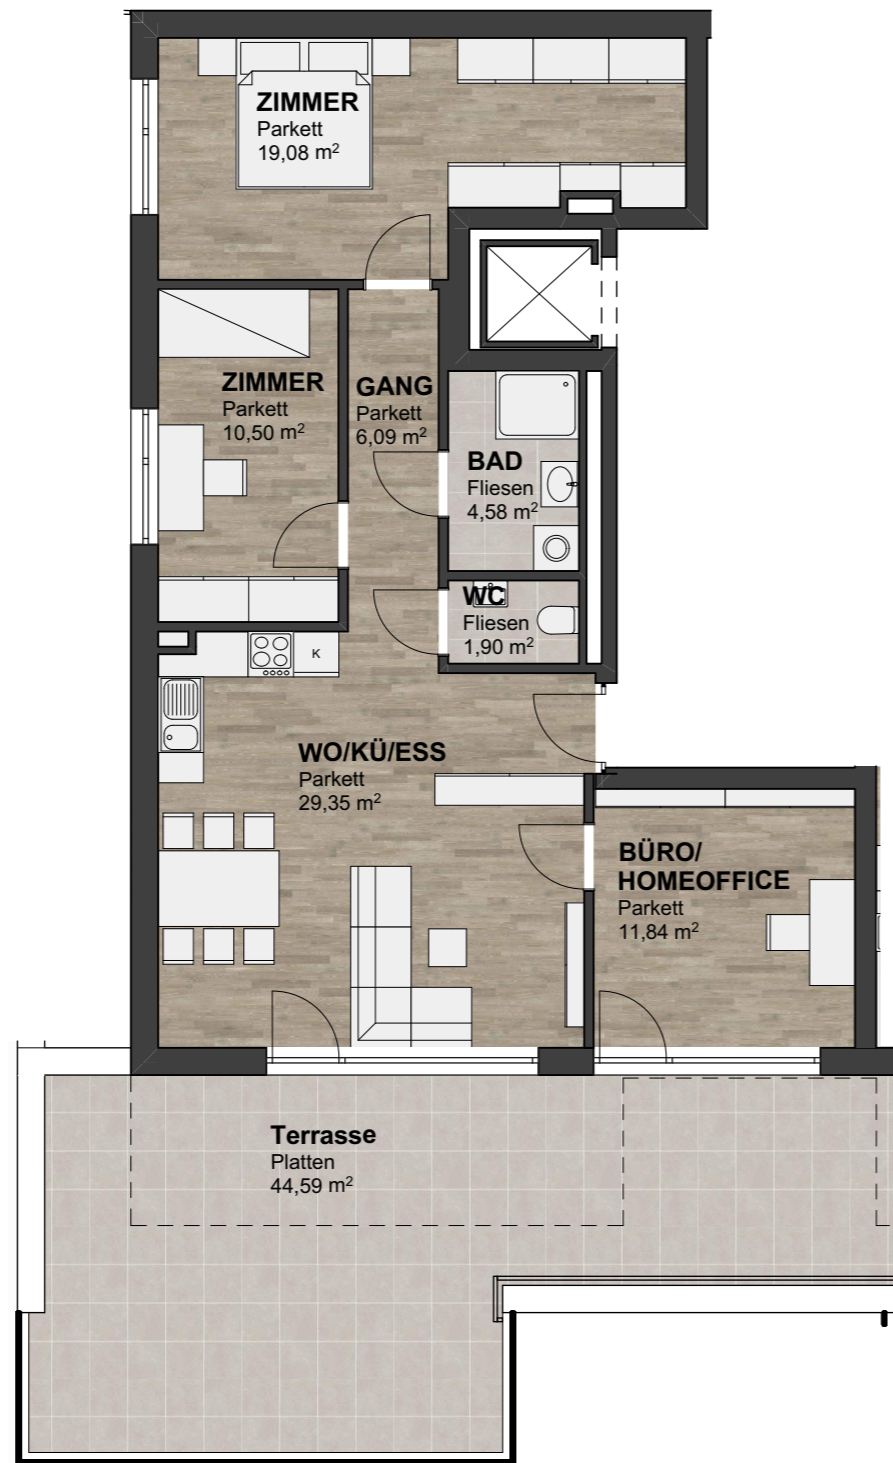 ZIMMER
Parkett
19,08 m²
ZIMMER
Parkett
10,50 m²
GANG
Parkett
6,09 m²
BAD
Fliesen
4,58 m²
WC
Fliesen
1,90 m²
K
WO/KÜ/ESS
Parkett
29,35 m²
BÜRO/
HOMEOFFICE
Parkett
11,84 m²
Terrasse
Platten
44,59 m²